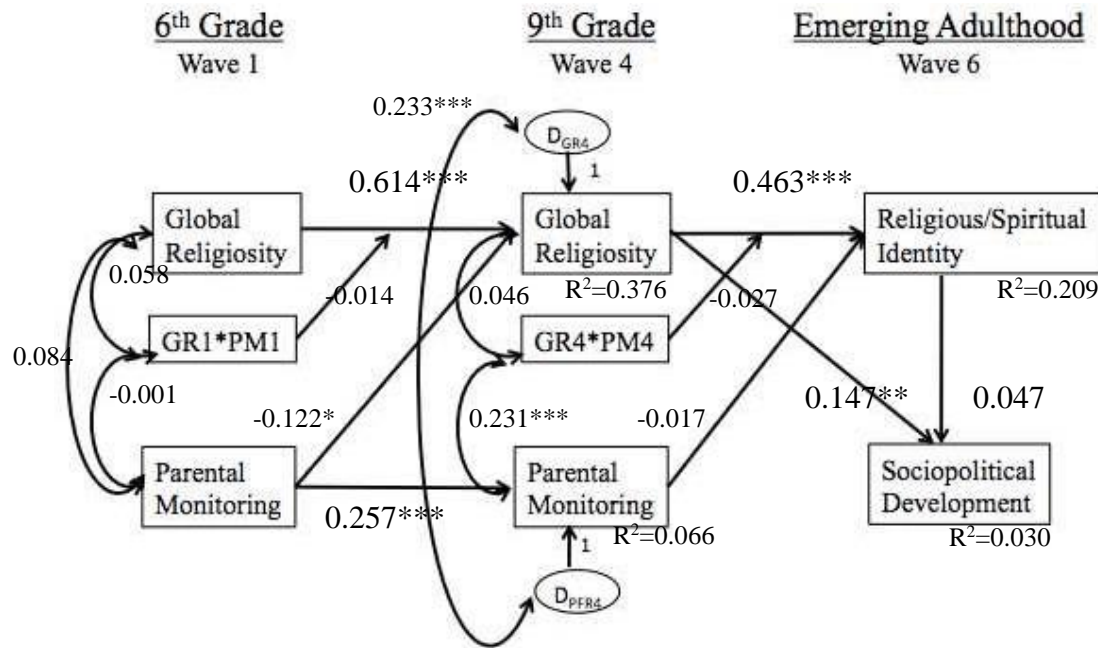 6th Grade
Wave 1
9th Grade
Wave 4
Emerging Adulthood
Wave 6
0.233***
D_GR4
1
0.614***
0.463***
Global
Religiosity
Global
Religiosity
R²=0.376
Religious/Spiritual
Identity
R²=0.209
0.058
-0.014
0.046
-0.027
GR1*PM1
GR4*PM4
0.084
-0.001
-0.122*
0.231***
-0.017
0.147**
0.047
Parental
Monitoring
0.257***
Parental
Monitoring
R²=0.066
1
D_PFR4
Sociopolitical
Development
R²=0.030